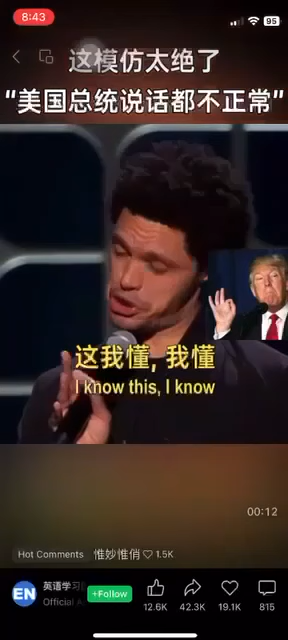 8:43
95
这模仿太绝了
“美国总统说话都不正常”
这我懂, 我懂
I know this, I know
00:12
Hot Comments 惟妙惟俏 1.5K
EN 英语学习
Official
+Follow
12.6K 42.3K 19.1K 815